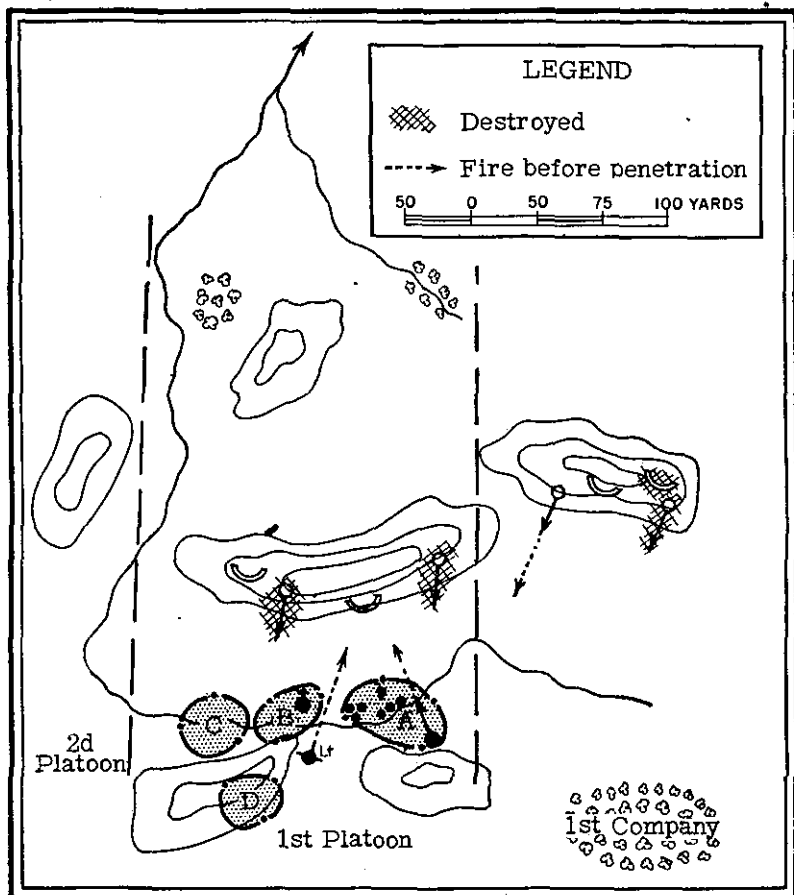 LEGEND
Destroyed
Fire before penetration
50 0 50 75 100 YARDS
C
B
A
Lt
D
2d
Platoon
1st Platoon
1st Company